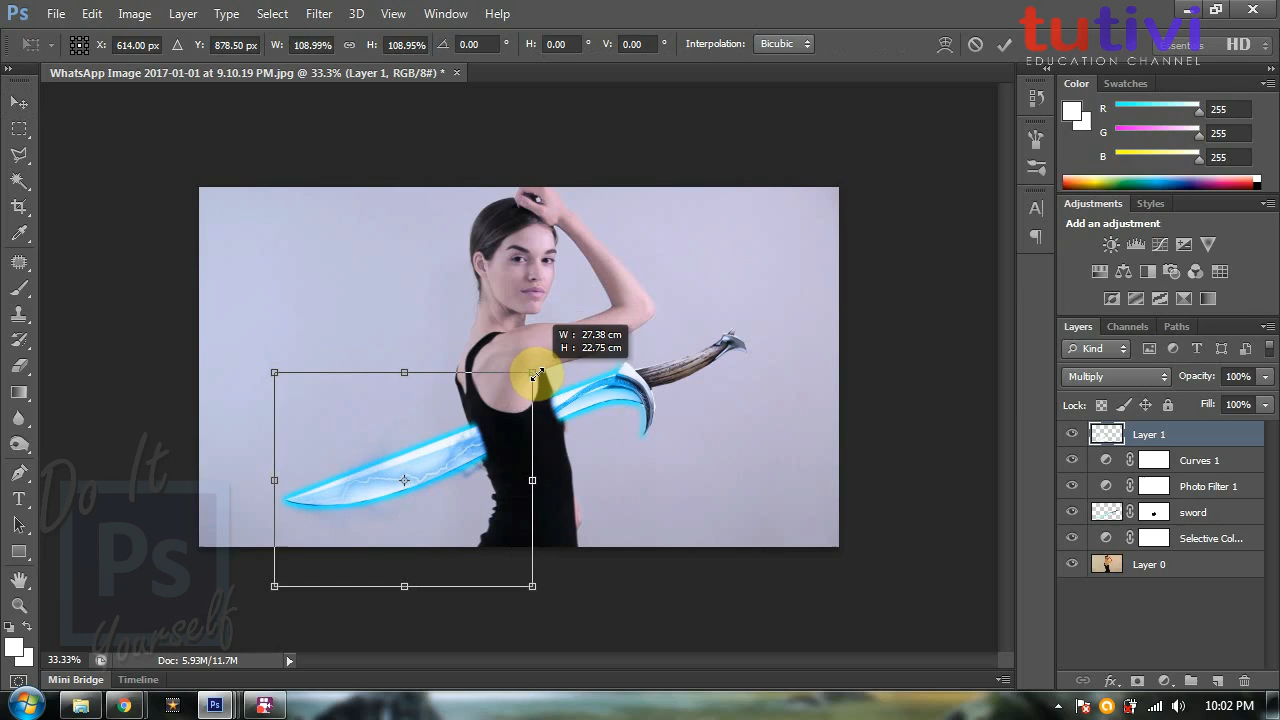 Ps File Edit Image Layer Type Select Filter 3D View Window Help
tutivi
X: 614.00 px Y: 878.50 px W: 108.99% H: 108.95% 0.00 H: 0.00 ° V: 0.00 ° Interpolation: Bicubic
HD
EDUCATION CHANNEL
WhatsApp Image 2017-01-01 at 9.10.19 PM.jpg @ 33.3% (Layer 1, RGB/8#) * ×
Color Swatches
R 255
G 255
B 255
Adjustments Styles
Add an adjustment
Layers Channels Paths
Kind
Multiply Opacity: 100%
Lock: Fill: 100%
Layer 1
Curves 1
Photo Filter 1
sword
Selective Col...
Layer 0
W : 27.38 cm
H : 22.75 cm
Do It
Ps
Yourself
33.33% Doc: 5.93M/11.7M
Mini Bridge Timeline
Ps
10:02 PM